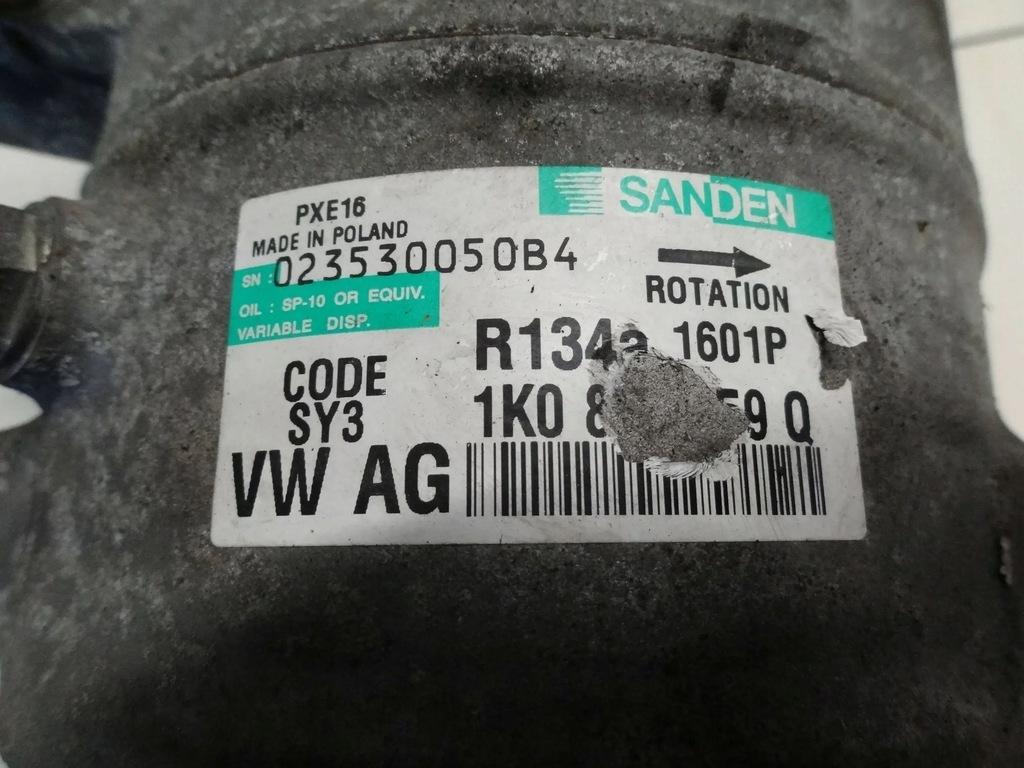 SANDEN
PXE16
MADE IN POLAND
SN : 023530050B4
ROTATION
OIL : SP-10 OR EQUIV.
VARIABLE DISP.
R134a 1601P
CODE
SY3
1K0 8 59 Q
VW AG